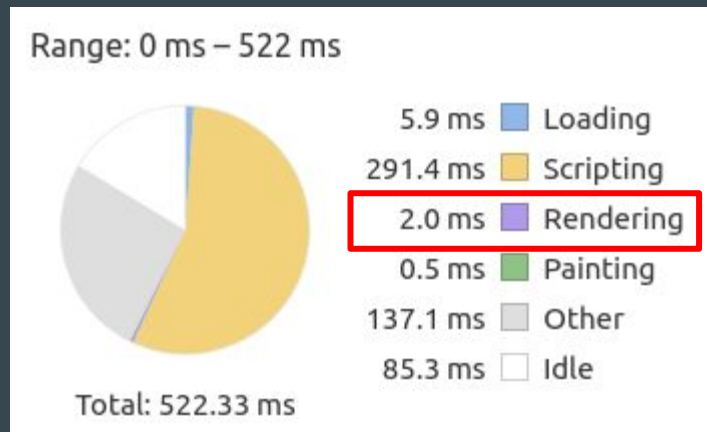 Range: 0 ms – 522 ms
5.9 ms Loading
291.4 ms Scripting
2.0 ms Rendering
0.5 ms Painting
137.1 ms Other
85.3 ms Idle
Total: 522.33 ms